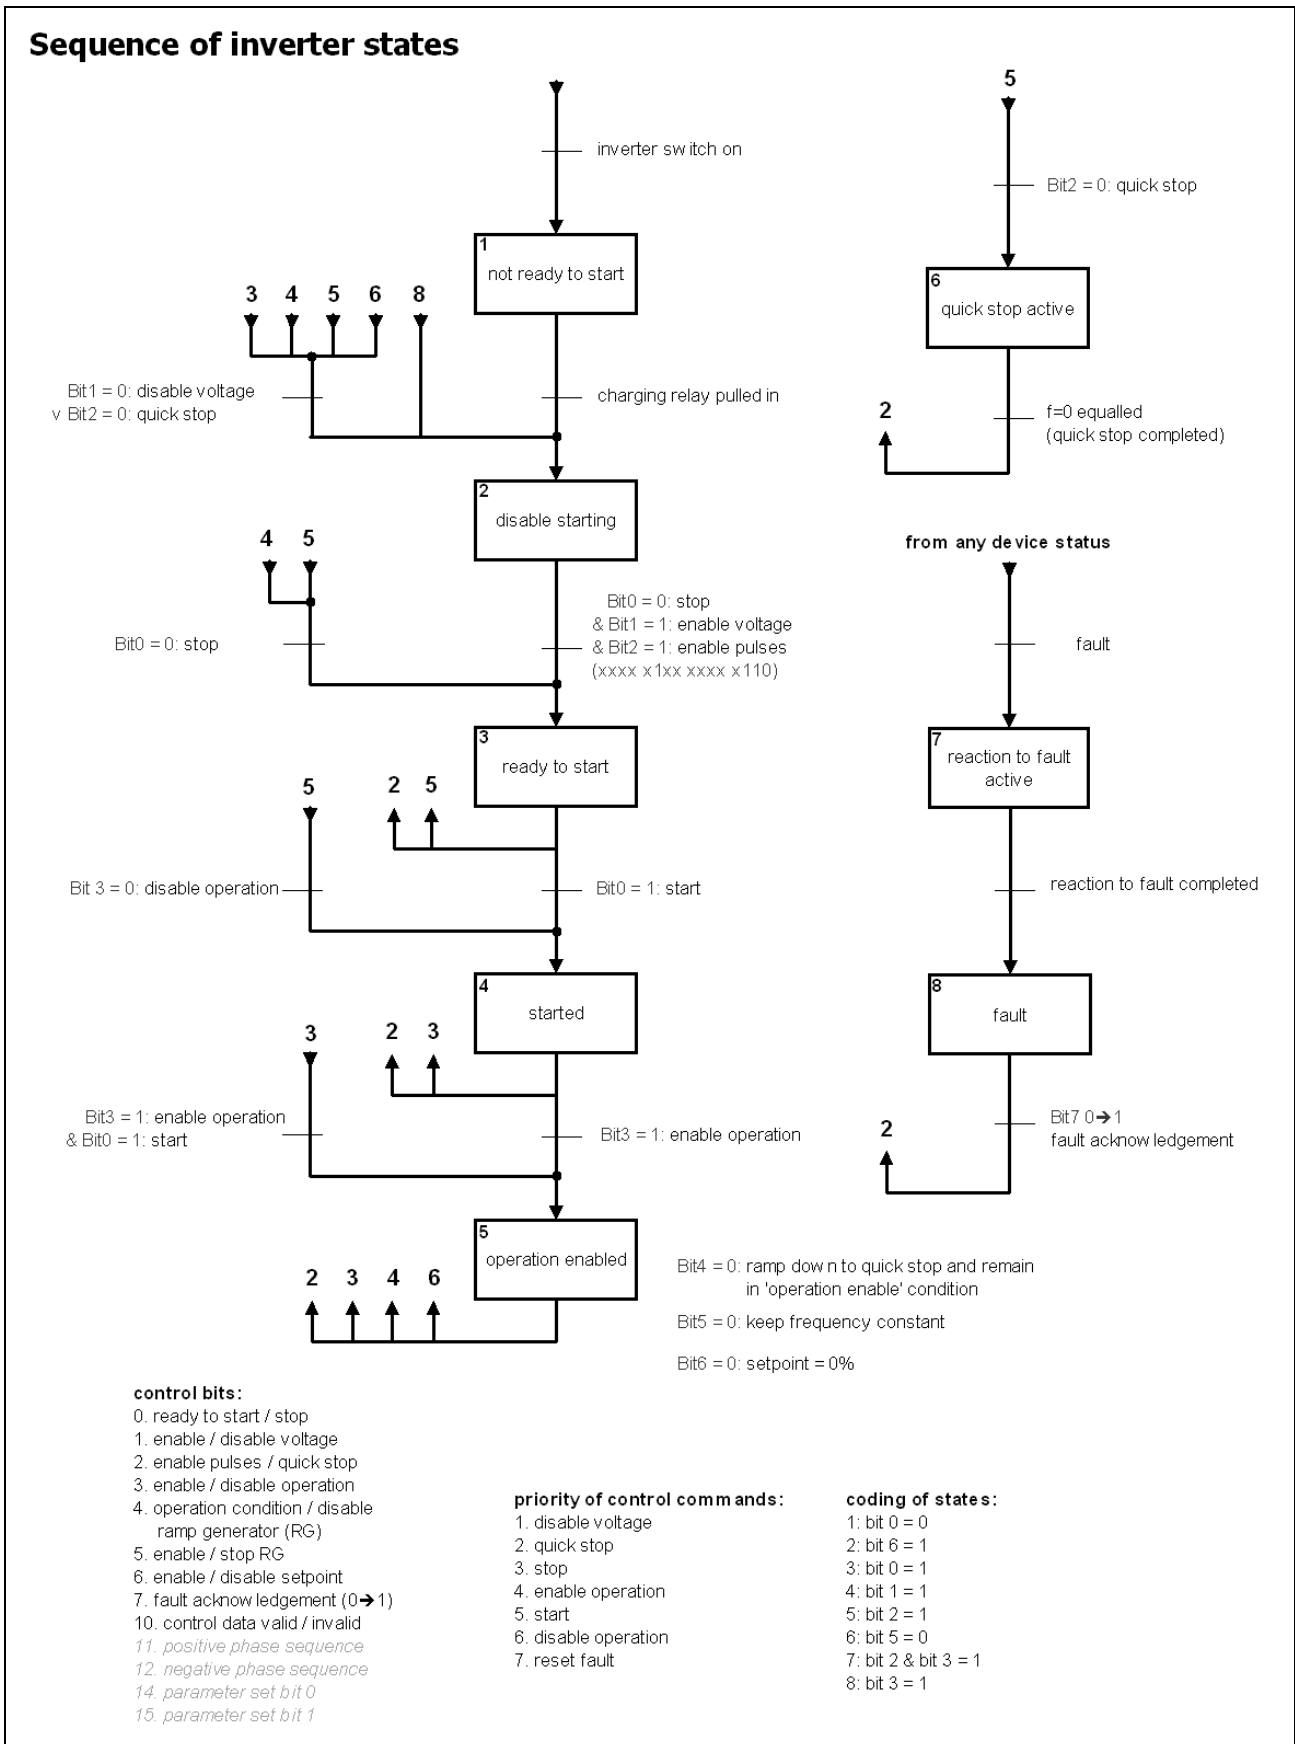 Sequence of inverter states
inverter switch on
1
not ready to start
3 4 5 6 8
Bit1 = 0: disable voltage
v Bit2 = 0: quick stop
charging relay pulled in
2
disable starting
4 5
Bit0 = 0: stop
Bit0 = 0: stop
& Bit1 = 1: enable voltage
& Bit2 = 1: enable pulses
(xxxx x1xx xxxx x110)
3
ready to start
5
2 5
Bit 3 = 0: disable operation
Bit0 = 1: start
4
started
3
2 3
Bit3 = 1: enable operation
& Bit0 = 1: start
Bit3 = 1: enable operation
5
operation enabled
2 3 4 6
5
Bit2 = 0: quick stop
6
quick stop active
2
f=0 equalled
(quick stop completed)
from any device status
fault
7
reaction to fault
active
reaction to fault completed
8
fault
2
Bit7 0➔1
fault acknowledgement
Bit4 = 0: ramp down to quick stop and remain
in 'operation enable' condition
Bit5 = 0: keep frequency constant
Bit6 = 0: setpoint = 0%
control bits:
0. ready to start / stop
1. enable / disable voltage
2. enable pulses / quick stop
3. enable / disable operation
4. operation condition / disable
ramp generator (RG)
5. enable / stop RG
6. enable / disable setpoint
7. fault acknowledgement (0➔1)
10. control data valid / invalid
11. positive phase sequence
12. negative phase sequence
14. parameter set bit 0
15. parameter set bit 1
priority of control commands:
1. disable voltage
2. quick stop
3. stop
4. enable operation
5. start
6. disable operation
7. reset fault
coding of states:
1: bit 0 = 0
2: bit 6 = 1
3: bit 0 = 1
4: bit 1 = 1
5: bit 2 = 1
6: bit 5 = 0
7: bit 2 & bit 3 = 1
8: bit 3 = 1